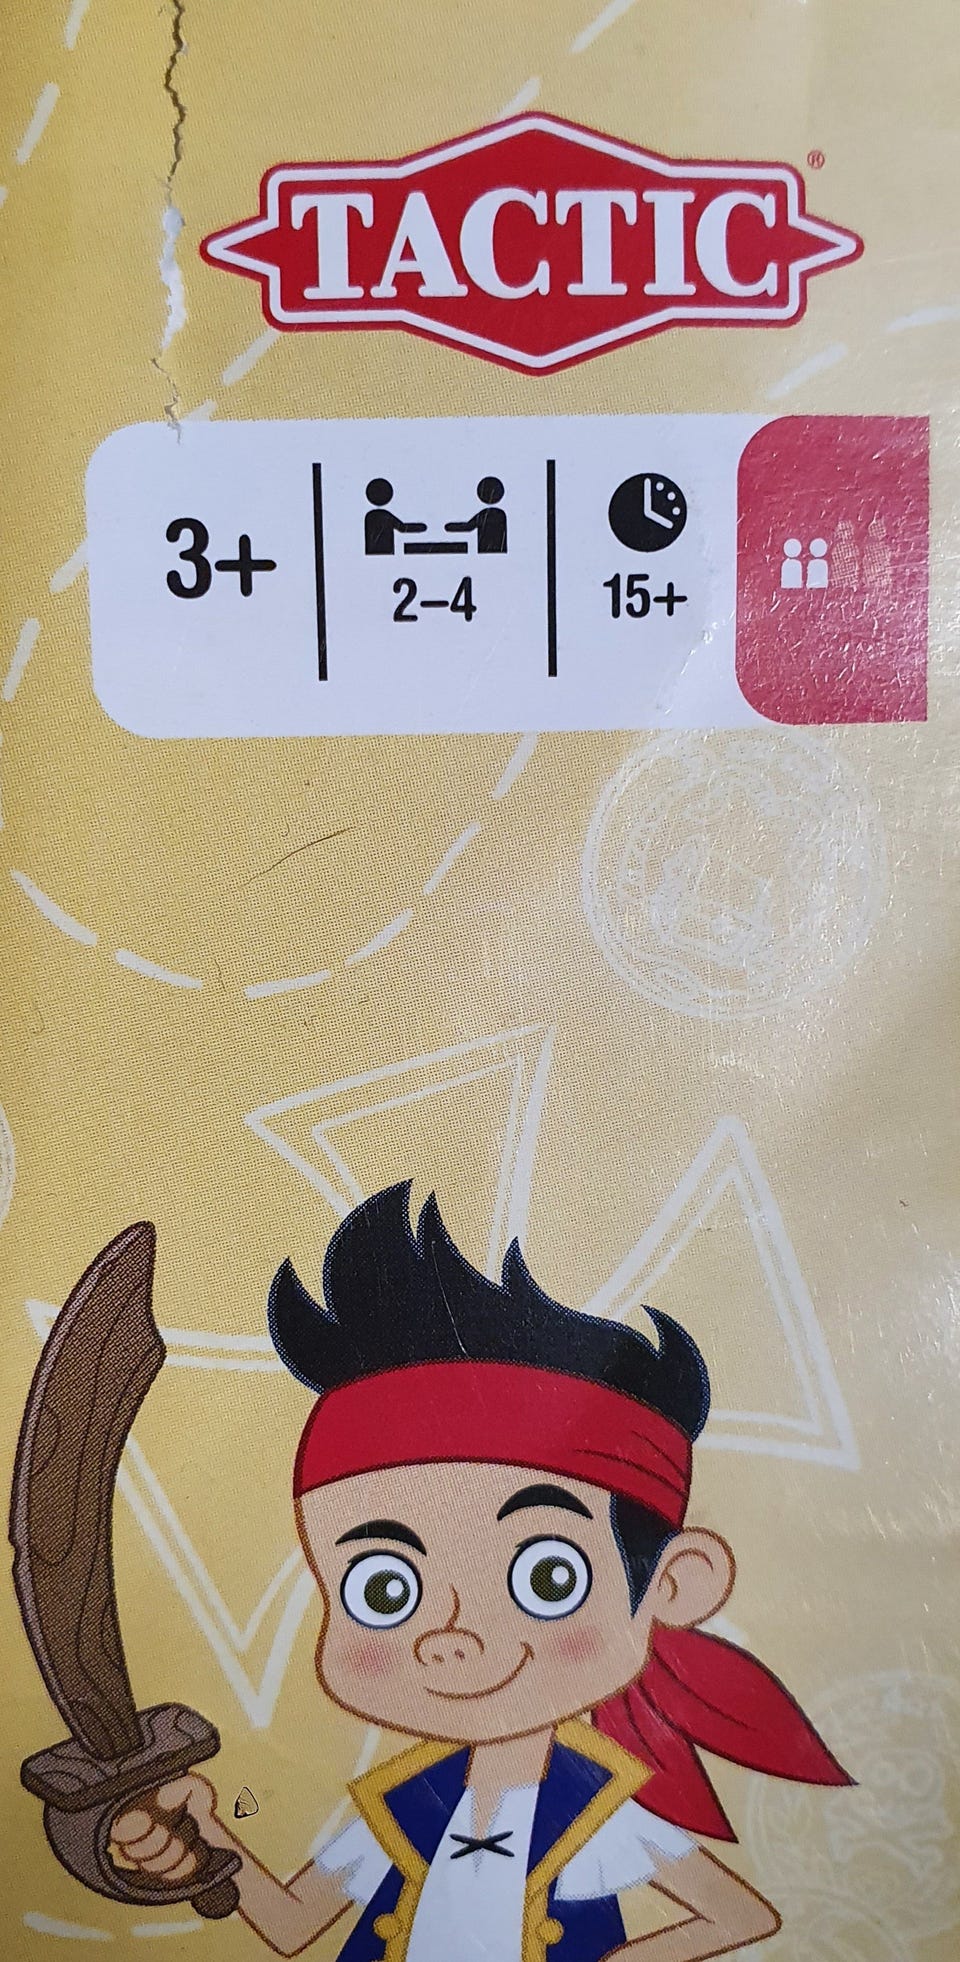 TACTIC®
3+
2–4
15+